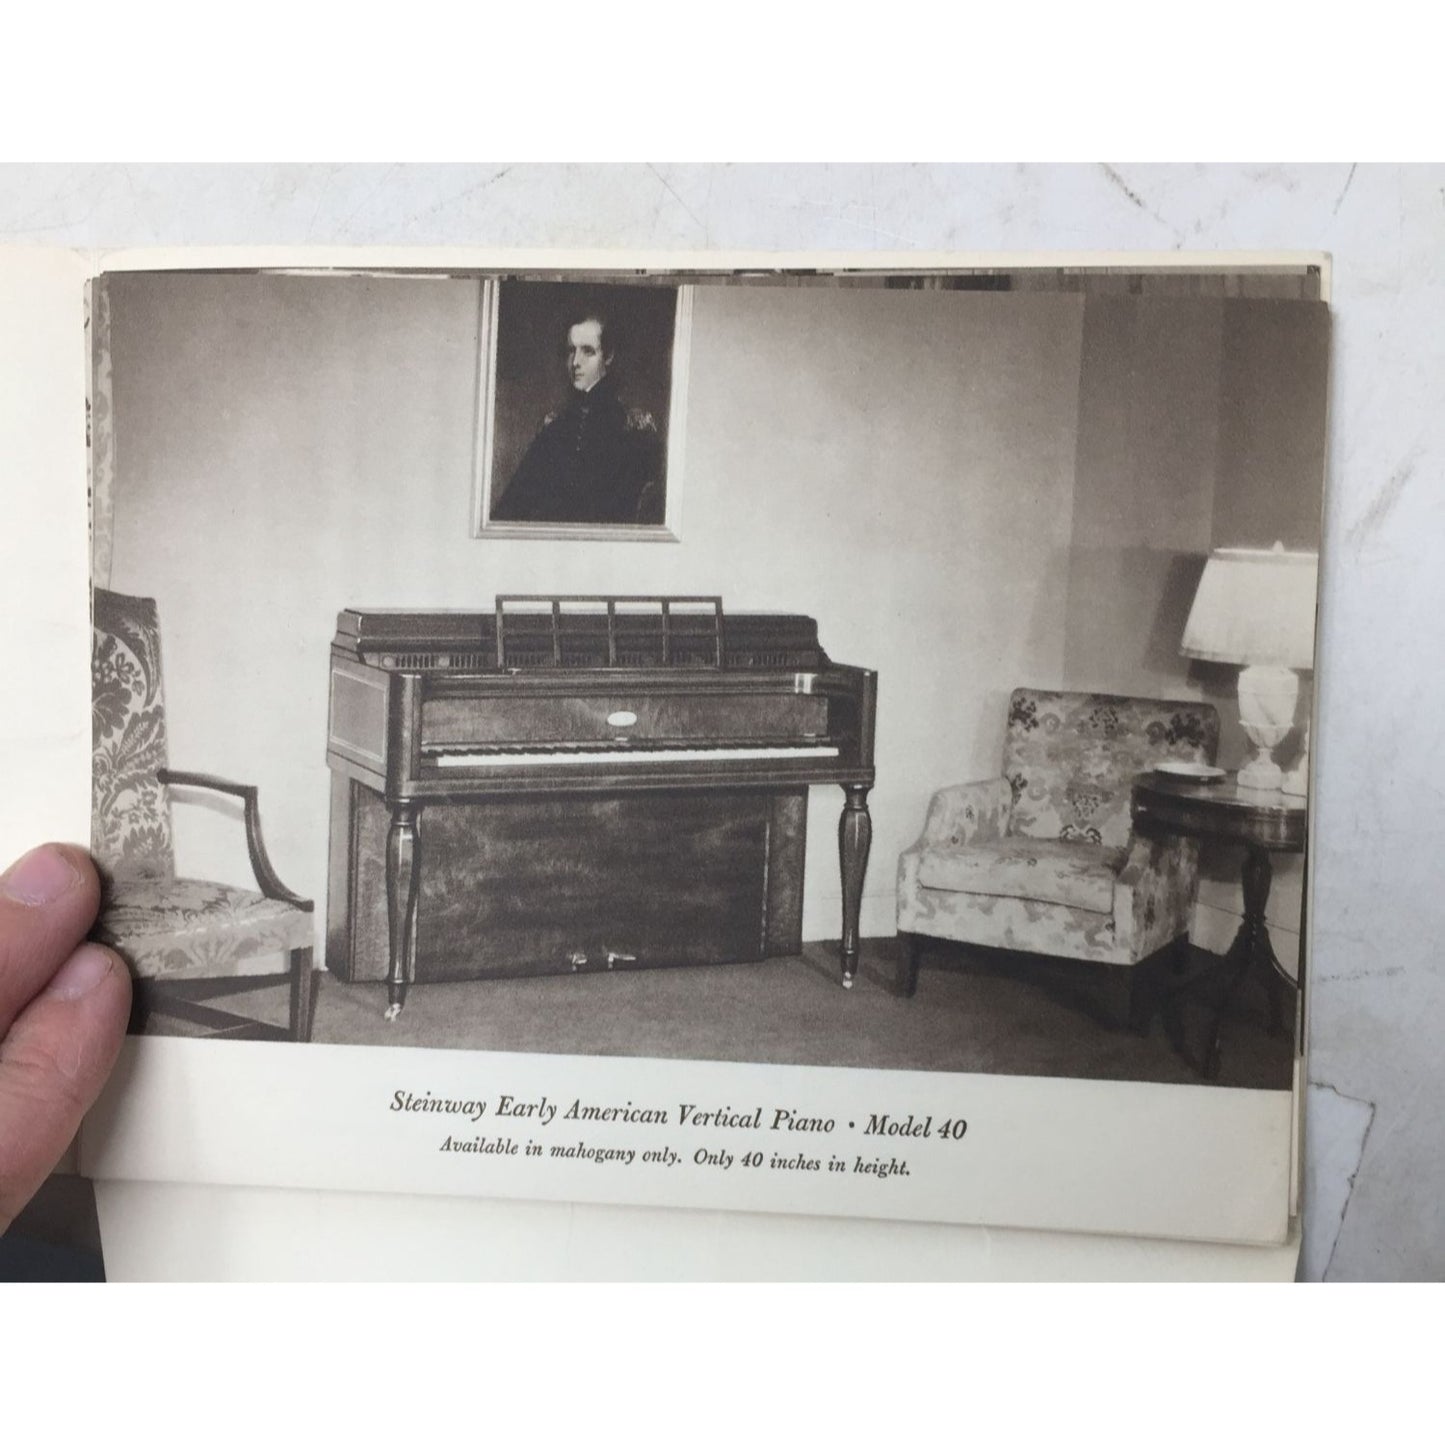 Steinway Early American Vertical Piano • Model 40
Available in mahogany only. Only 40 inches in height.